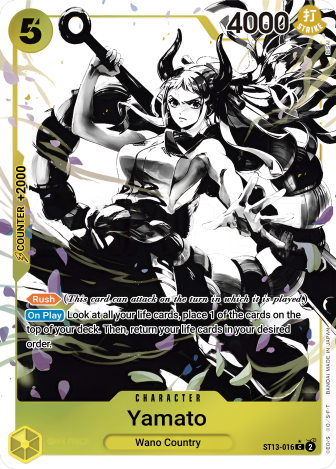 5
4000
打
STRIKE
COUNTER +2000
Rush (This card can attack on the turn in which it is played.)
On Play Look at all your life cards, place 1 of the cards on
the top of your deck. Then, return your life cards in your desired
order.
CHARACTER
Yamato
Wano Country
ST13-016 C 2
BANDAI MADE IN JAPAN